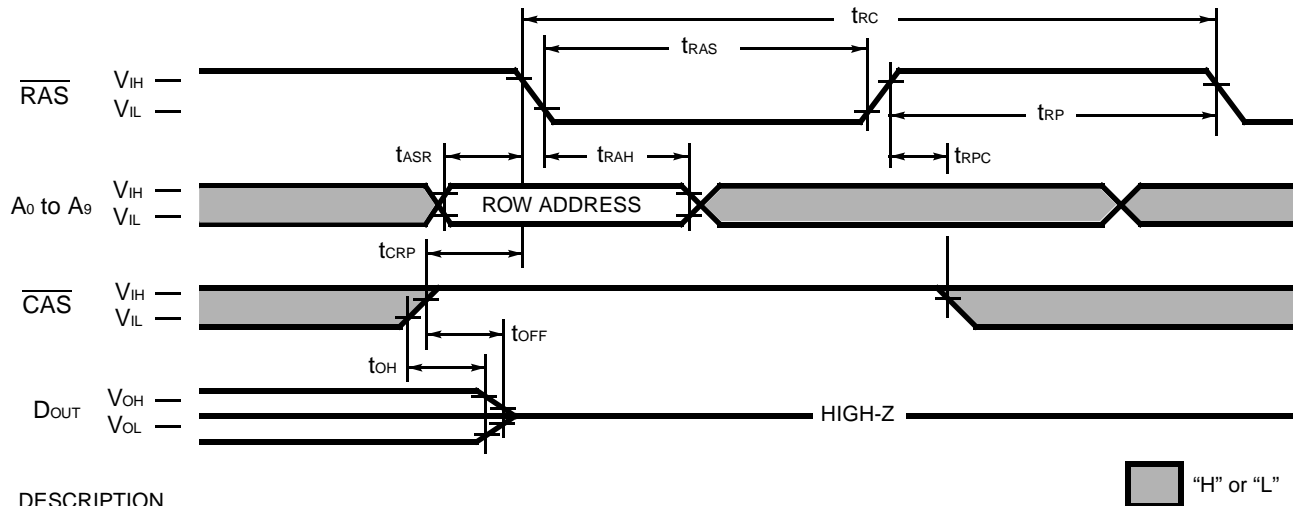 tRC
tRAS
RAS
VIH
VIL
tRP
tASR
tRAH
tRPC
A0 to A9
VIH
VIL
ROW ADDRESS
tCRP
CAS
VIH
VIL
tOFF
tOH
DOUT
VOH
VOL
HIGH-Z
"H" or "L"
DESCRIPTION